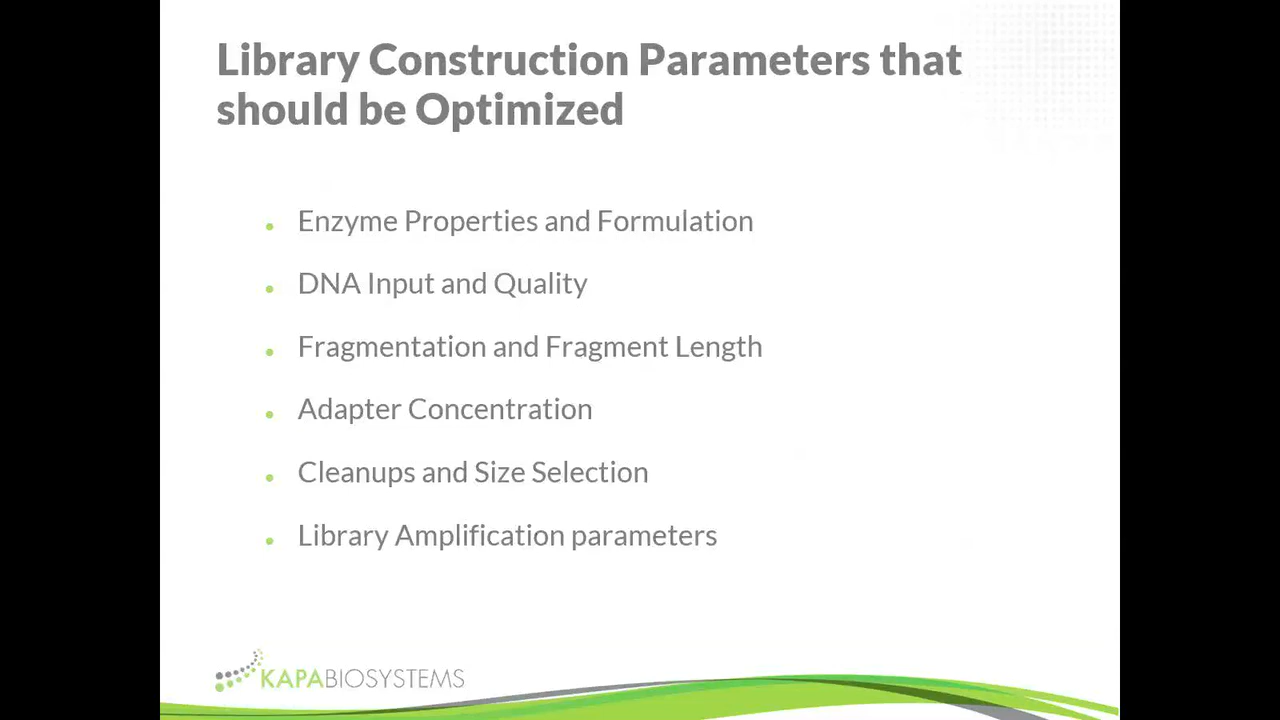 Library Construction Parameters that
should be Optimized
Enzyme Properties and Formulation
DNA Input and Quality
Fragmentation and Fragment Length
Adapter Concentration
Cleanups and Size Selection
Library Amplification parameters
KAPABIOSYSTEMS